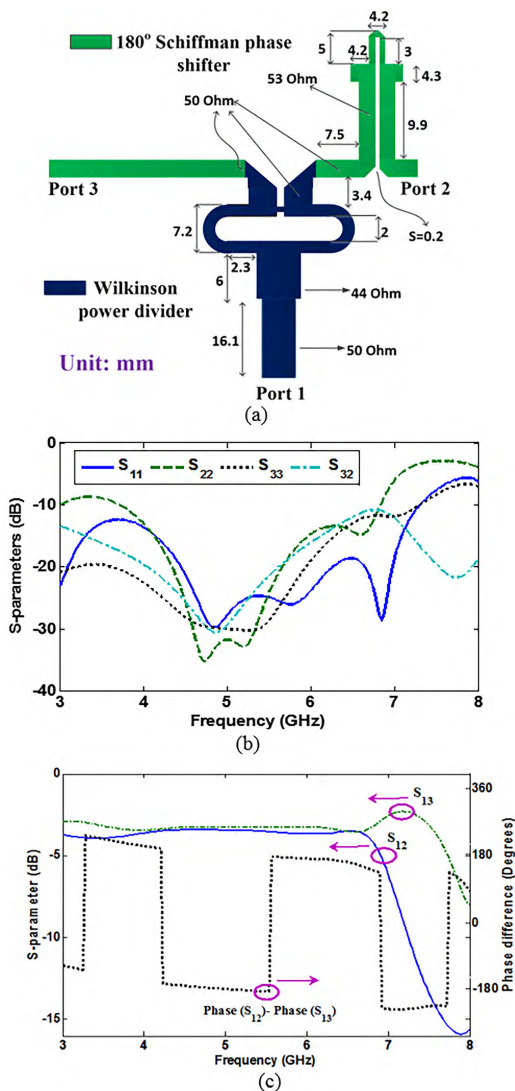 4.2
180° Schiffman phase shifter
5
4.2
3
53 Ohm
4.3
50 Ohm
7.5
9.9
Port 3
Port 2
3.4
7.2
2
S=0.2
2.3
6
Wilkinson power divider
44 Ohm
16.1
50 Ohm
Unit: mm
Port 1
(a)
S11 S22 S33 S32
S-parameters (dB)
0
-10
-20
-30
-40
3 4 5 6 7 8
Frequency (GHz)
(b)
S-parameter (dB)
0
-5
-10
-15
S13
S12
Phase (S12)- Phase (S13)
360
180
0
-180
Phase difference (Degrees)
3 4 5 6 7 8
Frequency (GHz)
(c)